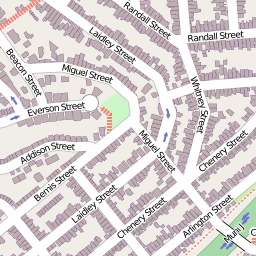 Randall Street
Laidley Street
Randall Street
Beacon Street
Miguel Street
Whitney Street
Everson Street
Miguel Street
Addison Street
Chenery Street
Bemis Street
Laidley Street
Chenery Street
Arlington Street